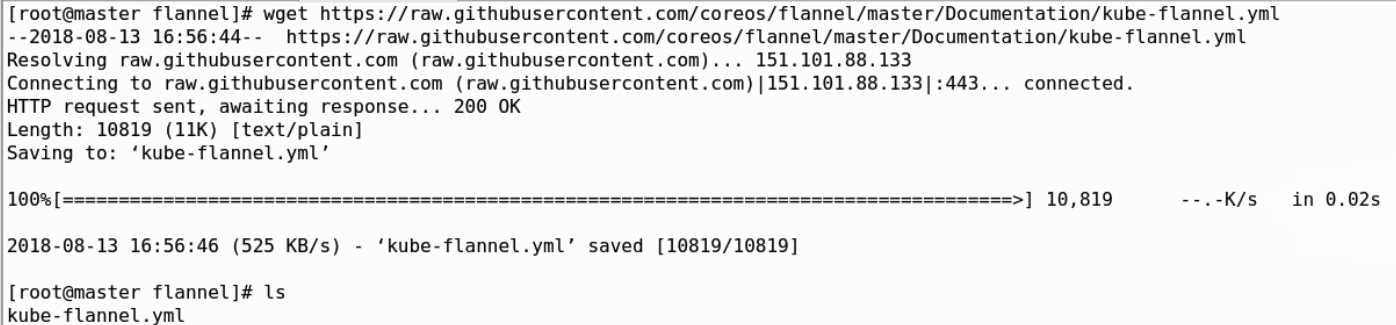 [root@master flannel]# wget https://raw.githubusercontent.com/coreos/flannel/master/Documentation/kube-flannel.yml
--2018-08-13 16:56:44--  https://raw.githubusercontent.com/coreos/flannel/master/Documentation/kube-flannel.yml
Resolving raw.githubusercontent.com (raw.githubusercontent.com)... 151.101.88.133
Connecting to raw.githubusercontent.com (raw.githubusercontent.com)|151.101.88.133|:443... connected.
HTTP request sent, awaiting response... 200 OK
Length: 10819 (11K) [text/plain]
Saving to: ‘kube-flannel.yml’
100%[=====================================================================================>] 10,819      --.-K/s   in 0.02s
2018-08-13 16:56:46 (525 KB/s) - ‘kube-flannel.yml’ saved [10819/10819]
[root@master flannel]# ls
kube-flannel.yml